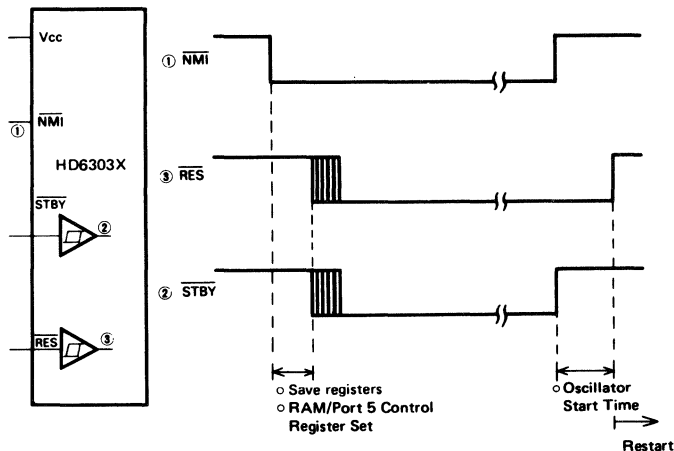 Vcc
① NMI
HD6303X
STBY
②
RES
③
① NMI
③ RES
② STBY
○ Save registers
○ RAM/Port 5 Control
Register Set
○ Oscillator
Start Time
Restart